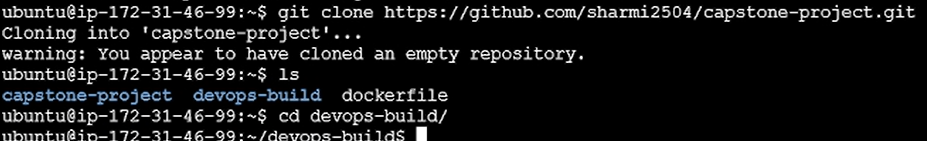 ubuntu@ip-172-31-46-99:~$ git clone https://github.com/sharmi2504/capstone-project.git
Cloning into 'capstone-project'...
warning: You appear to have cloned an empty repository.
ubuntu@ip-172-31-46-99:~$ ls
capstone-project  devops-build  dockerfile
ubuntu@ip-172-31-46-99:~$ cd devops-build/
ubuntu@ip-172-31-46-99:~/devops-build$